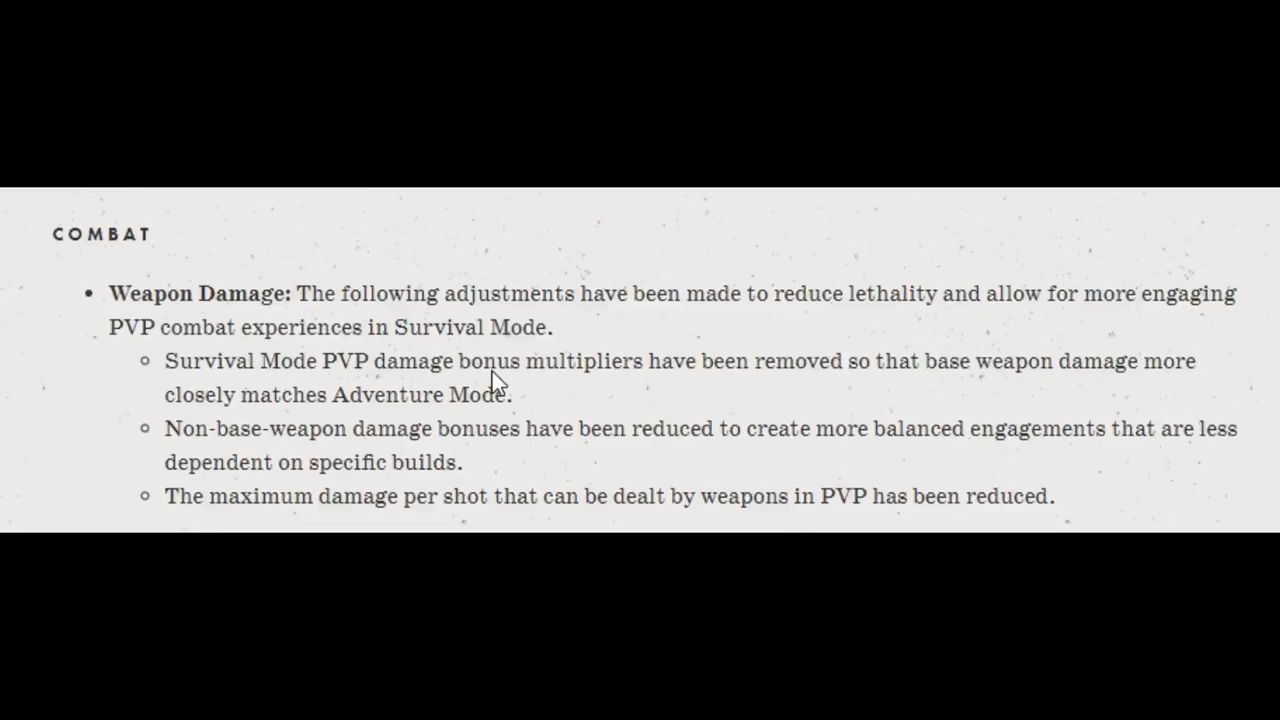 COMBAT
• Weapon Damage: The following adjustments have been made to reduce lethality and allow for more engaging
PVP combat experiences in Survival Mode.
○ Survival Mode PVP damage bonus multipliers have been removed so that base weapon damage more
closely matches Adventure Mode.
○ Non-base-weapon damage bonuses have been reduced to create more balanced engagements that are less
dependent on specific builds.
○ The maximum damage per shot that can be dealt by weapons in PVP has been reduced.